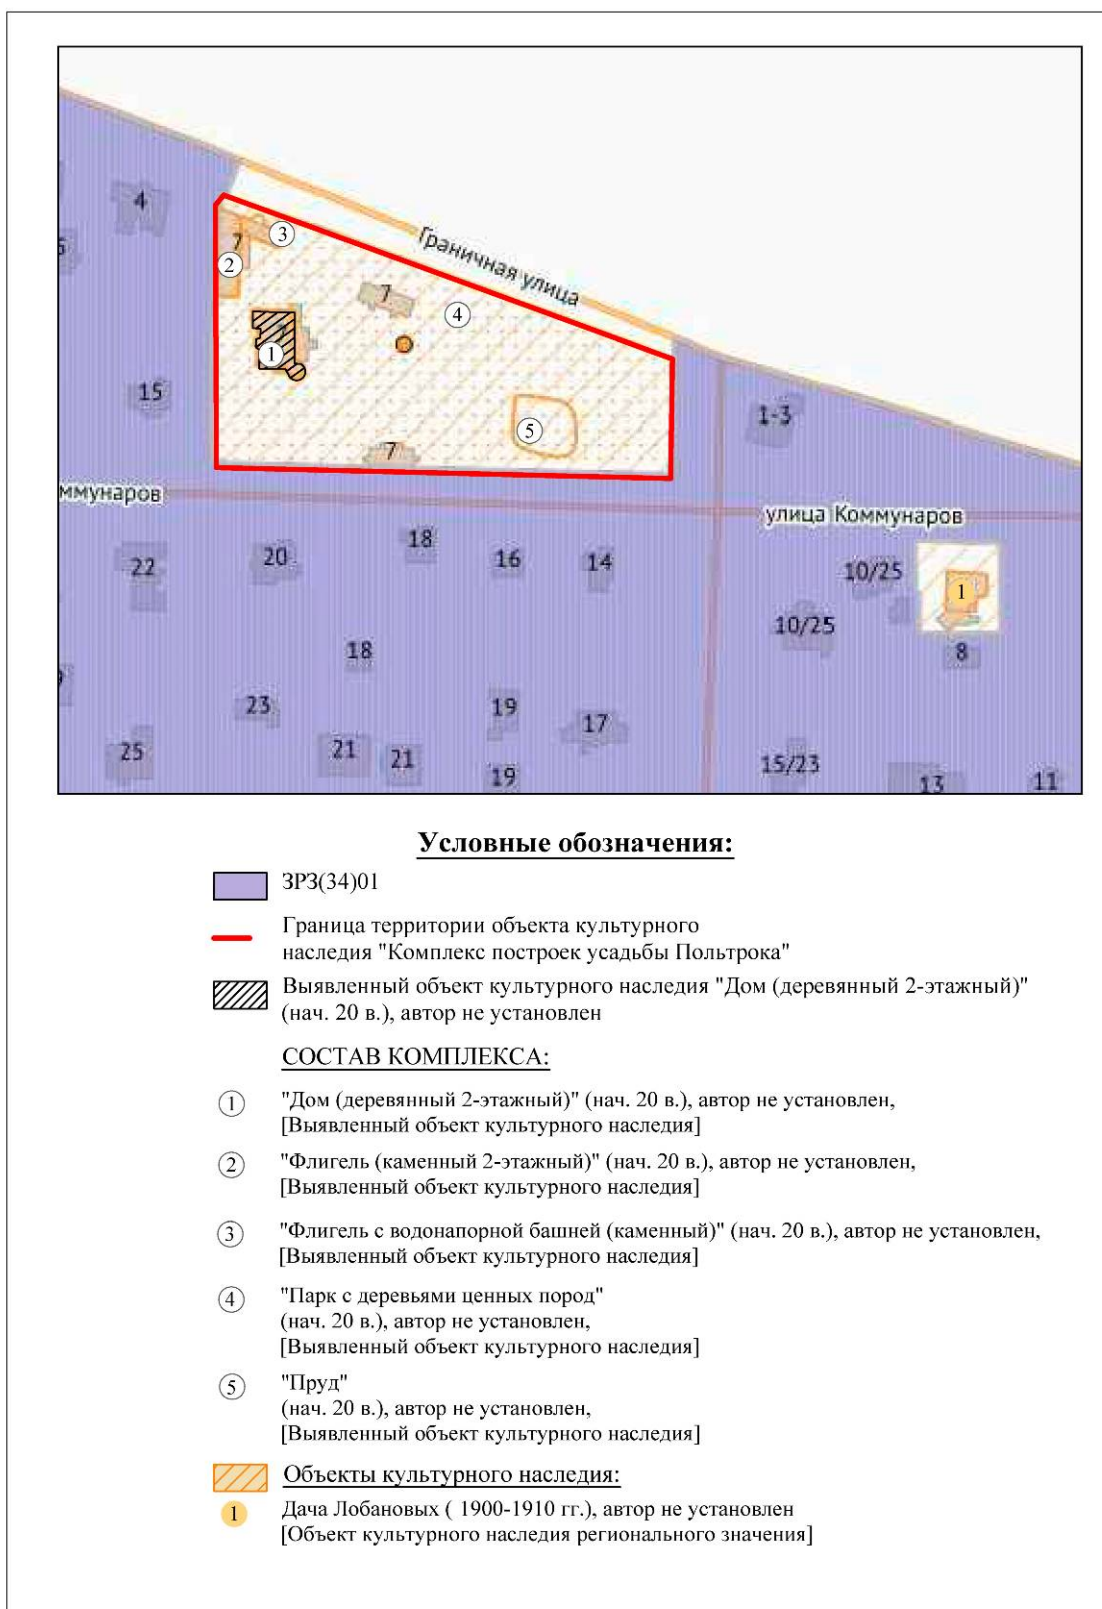 4
7
3
2
Граничная улица
7
4
1
15
5
7
1-3
оммунаров
улица Коммунаров
22
20
18
16
14
10/25
1
10/25
8
18
23
19
17
25
21
21
19
15/23
13
11
Условные обозначения:
ЗРЗ(34)01
Граница территории объекта культурного
наследия "Комплекс построек усадьбы Польтрока"
Выявленный объект культурного наследия "Дом (деревянный 2-этажный)"
(нач. 20 в.), автор не установлен
СОСТАВ КОМПЛЕКСА:
1 "Дом (деревянный 2-этажный)" (нач. 20 в.), автор не установлен,
[Выявленный объект культурного наследия]
2 "Флигель (каменный 2-этажный)" (нач. 20 в.), автор не установлен,
[Выявленный объект культурного наследия]
3 "Флигель с водонапорной башней (каменный)" (нач. 20 в.), автор не установлен,
[Выявленный объект культурного наследия]
4 "Парк с деревьями ценных пород"
(нач. 20 в.), автор не установлен,
[Выявленный объект культурного наследия]
5 "Пруд"
(нач. 20 в.), автор не установлен,
[Выявленный объект культурного наследия]
Объекты культурного наследия:
1 Дача Лобановых ( 1900-1910 гг.), автор не установлен
[Объект культурного наследия регионального значения]